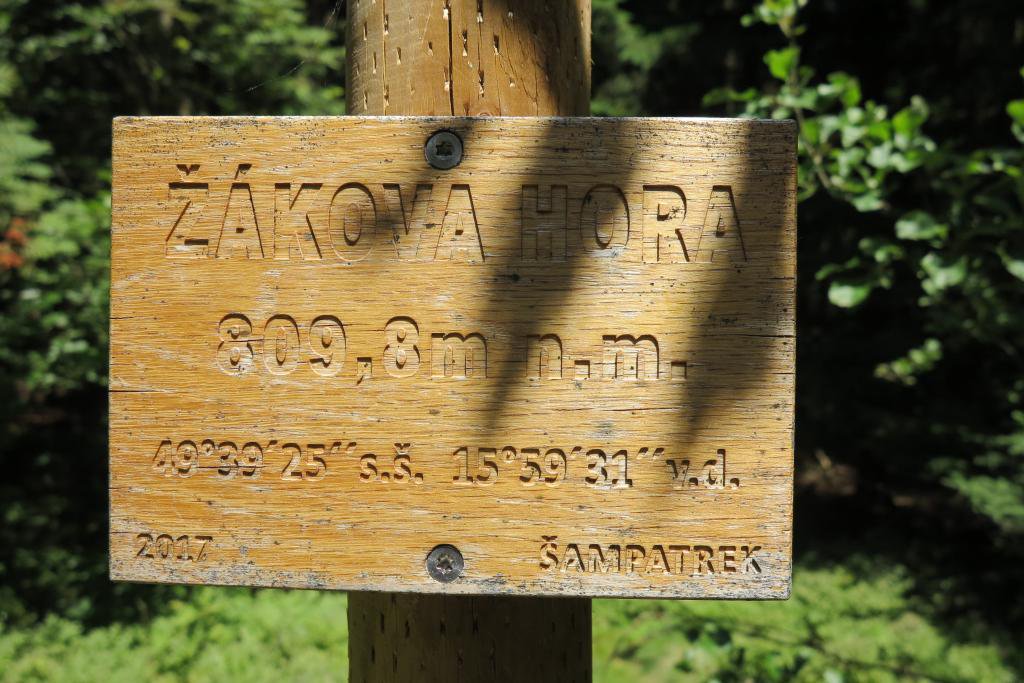 ŽÁKOVA HORA
809,8m n.m.
49°39´25´´s.š. 15°59´31´´v.d.
2017 ŠAMPATREK